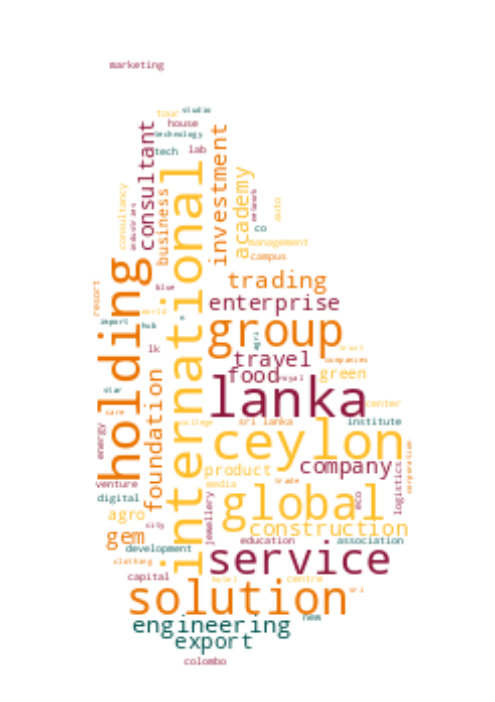 marketing
tour
studio
house
technology
tech
lab
consultant
investment
consultancy
industries
business
academy
network
auto
co
management
campus
international
holding
resort
blue
trading
enterprise
world
import
hub
group
agri
lk
travel
trust
companies
food
royal
green
foundation
star
lanka
care
center
college
sri lanka
institute
energy
ceylon
company
product
logistics
corporation
venture
media
trade
digital
jewellery
global
eco
agro
city
construction
gem
education
association
development
service
clothing
capital
hotel
centre
solution
sri
new
engineering
export
colombo